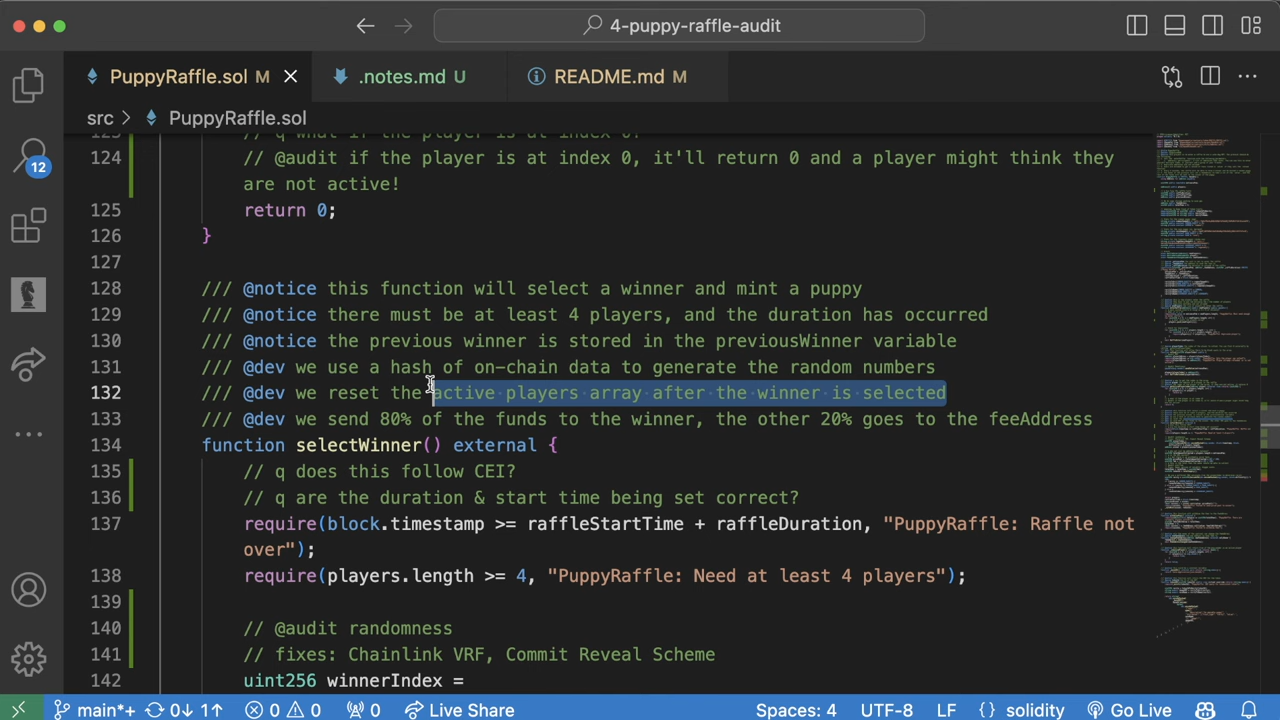 4-puppy-raffle-audit
PuppyRaffle.sol M
.notes.md U
README.md M
src > PuppyRaffle.sol
123 // q what if the player is at index 0?
124 // @audit if the player is at index 0, it'll return 0 and a player might think they
are not active!
125 return 0;
126 }
127
128 /// @notice this function will select a winner and mint a puppy
129 /// @notice there must be at least 4 players, and the duration has occurred
130 /// @notice the previous winner is stored in the previousWinner variable
131 /// @dev we use a hash of on-chain data to generate the random numbers
132 /// @dev we reset the active players array after the winner is selected
133 /// @dev we send 80% of the funds to the winner, the other 20% goes to the feeAddress
134 function selectWinner() external {
135 // q does this follow CEI?
136 // q are the duration & start time being set correct?
137 require(block.timestamp >= raffleStartTime + raffleDuration, "PuppyRaffle: Raffle not
over");
138 require(players.length >= 4, "PuppyRaffle: Need at least 4 players");
139
140 // @audit randomness
141 // fixes: Chainlink VRF, Commit Reveal Scheme
142 uint256 winnerIndex =
12
main*+ 0↓ 1↑ 0 0 0 Live Share Spaces: 4 UTF-8 LF {} solidity Go Live